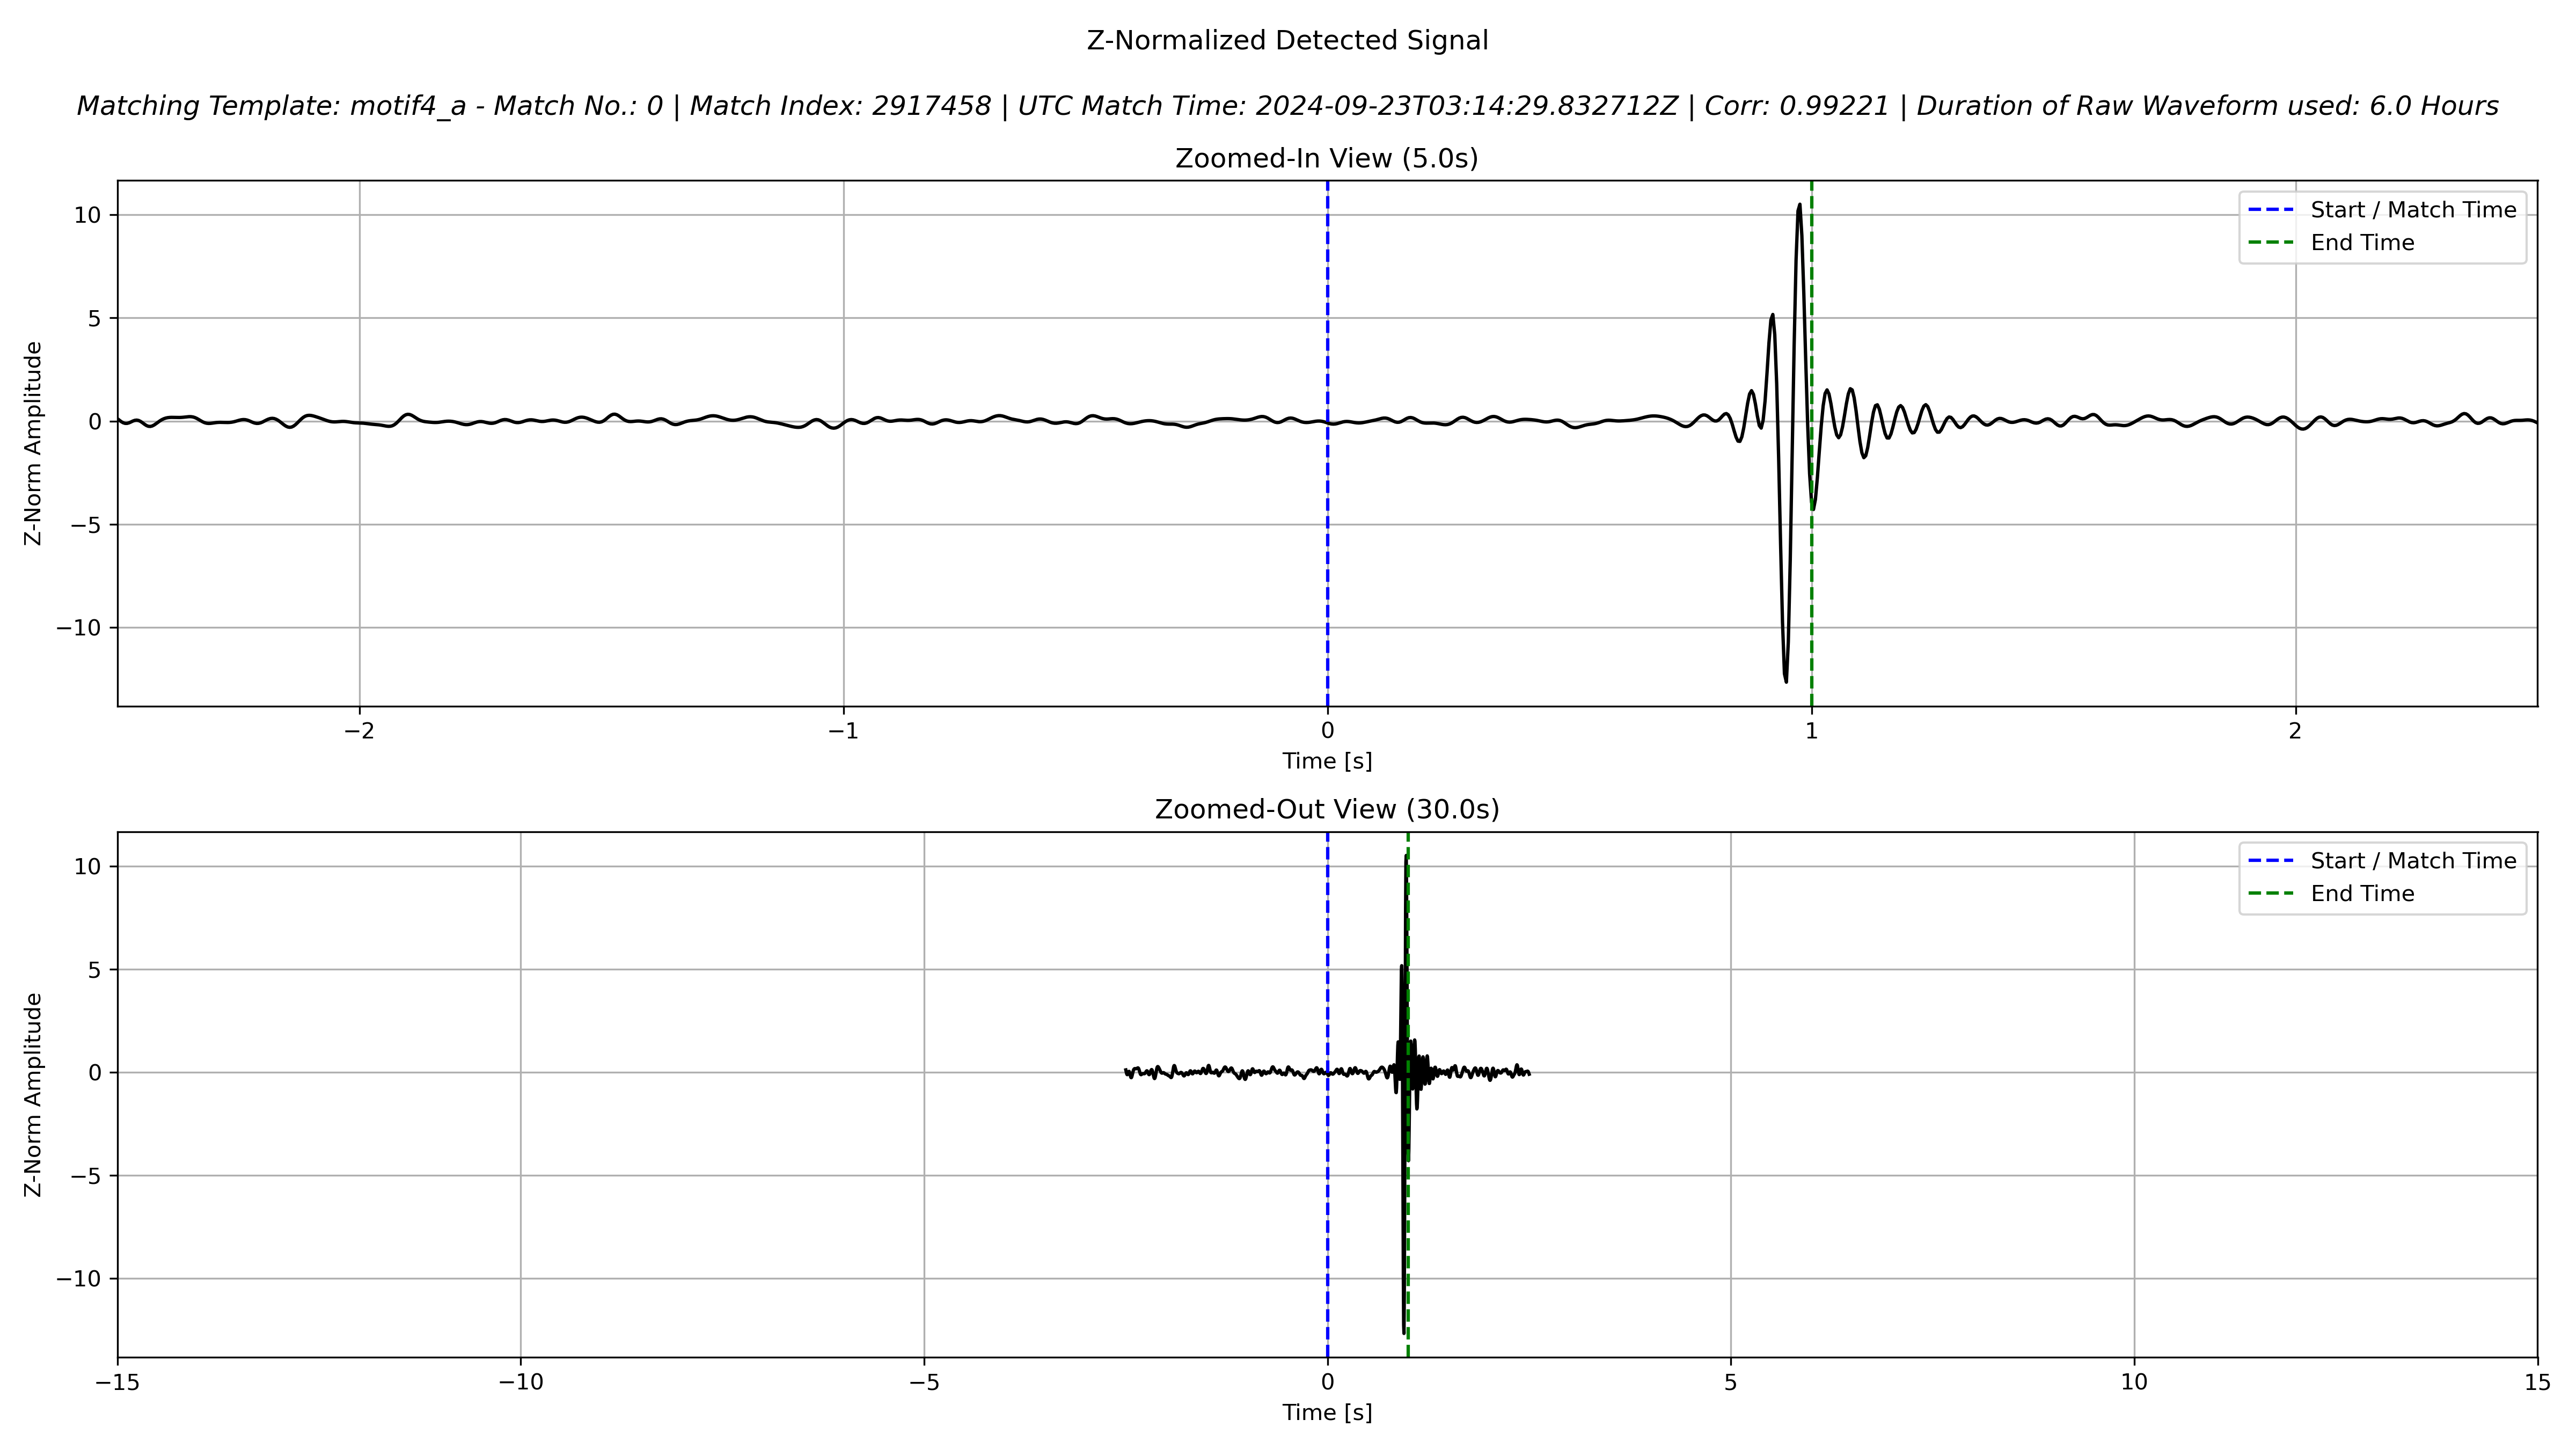 Z-Normalized Detected Signal
Matching Template: motif4_a - Match No.: 0 | Match Index: 2917458 | UTC Match Time: 2024-09-23T03:14:29.832712Z | Corr: 0.99221 | Duration of Raw Waveform used: 6.0 Hours
Zoomed-In View (5.0s)
Z-Norm Amplitude
10
5
0
−5
−10
Start / Match Time
End Time
−2
−1
0
1
2
Time [s]
Zoomed-Out View (30.0s)
Z-Norm Amplitude
10
5
0
−5
−10
Start / Match Time
End Time
−15
−10
−5
0
5
10
15
Time [s]